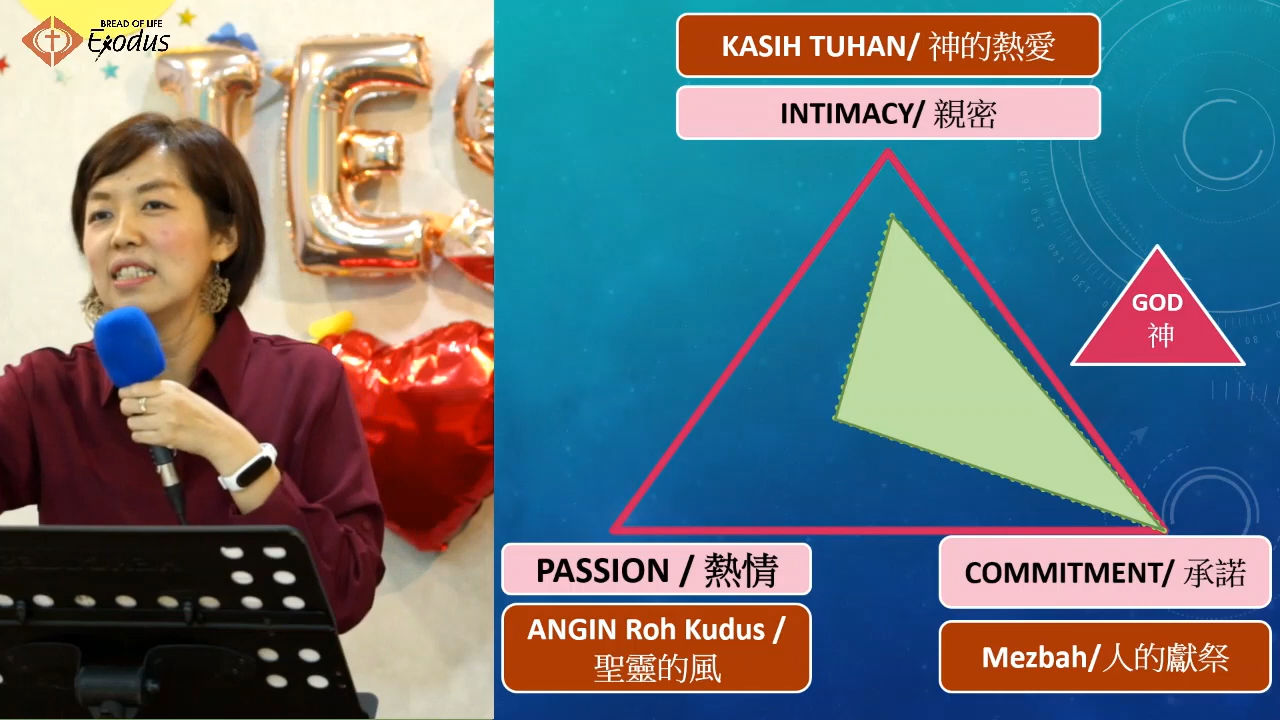 BREAD OF LIFE
Exodus
JES
KASIH TUHAN/ 神的熱愛
INTIMACY/ 親密
GOD
神
PASSION / 熱情
ANGIN Roh Kudus /
聖靈的風
COMMITMENT/ 承諾
Mezbah/人的獻祭